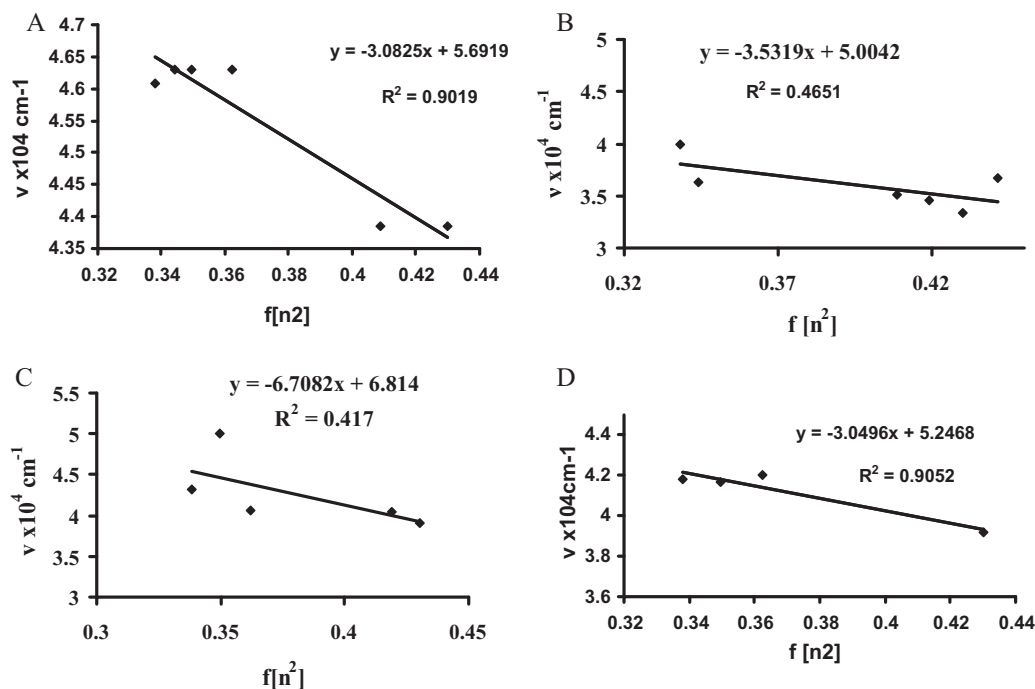 A
y = -3.0825x + 5.6919
R² = 0.9019
ν x104 cm-1
4.7
4.65
4.6
4.55
4.5
4.45
4.4
4.35
0.32 0.34 0.36 0.38 0.4 0.42 0.44
f[n2]
B
y = -3.5319x + 5.0042
R² = 0.4651
ν x10⁴ cm⁻¹
5
4.5
4
3.5
3
0.32 0.37 0.42
f [n²]
C
y = -6.7082x + 6.814
R² = 0.417
ν x10⁴ cm⁻¹
5.5
5
4.5
4
3.5
3
0.3 0.35 0.4 0.45
f[n²]
D
y = -3.0496x + 5.2468
R² = 0.9052
ν x104cm-1
4.4
4.2
4
3.8
3.6
0.32 0.34 0.36 0.38 0.4 0.42 0.44
f [n2]